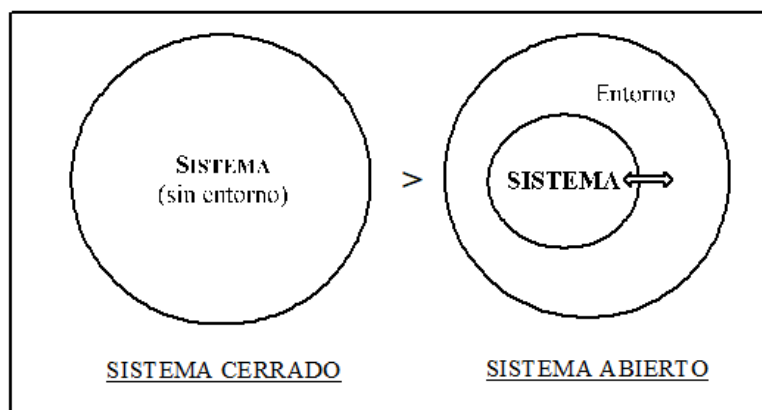 SISTEMA
(sin entorno)
>
Entorno
SISTEMA
SISTEMA CERRADO
SISTEMA ABIERTO